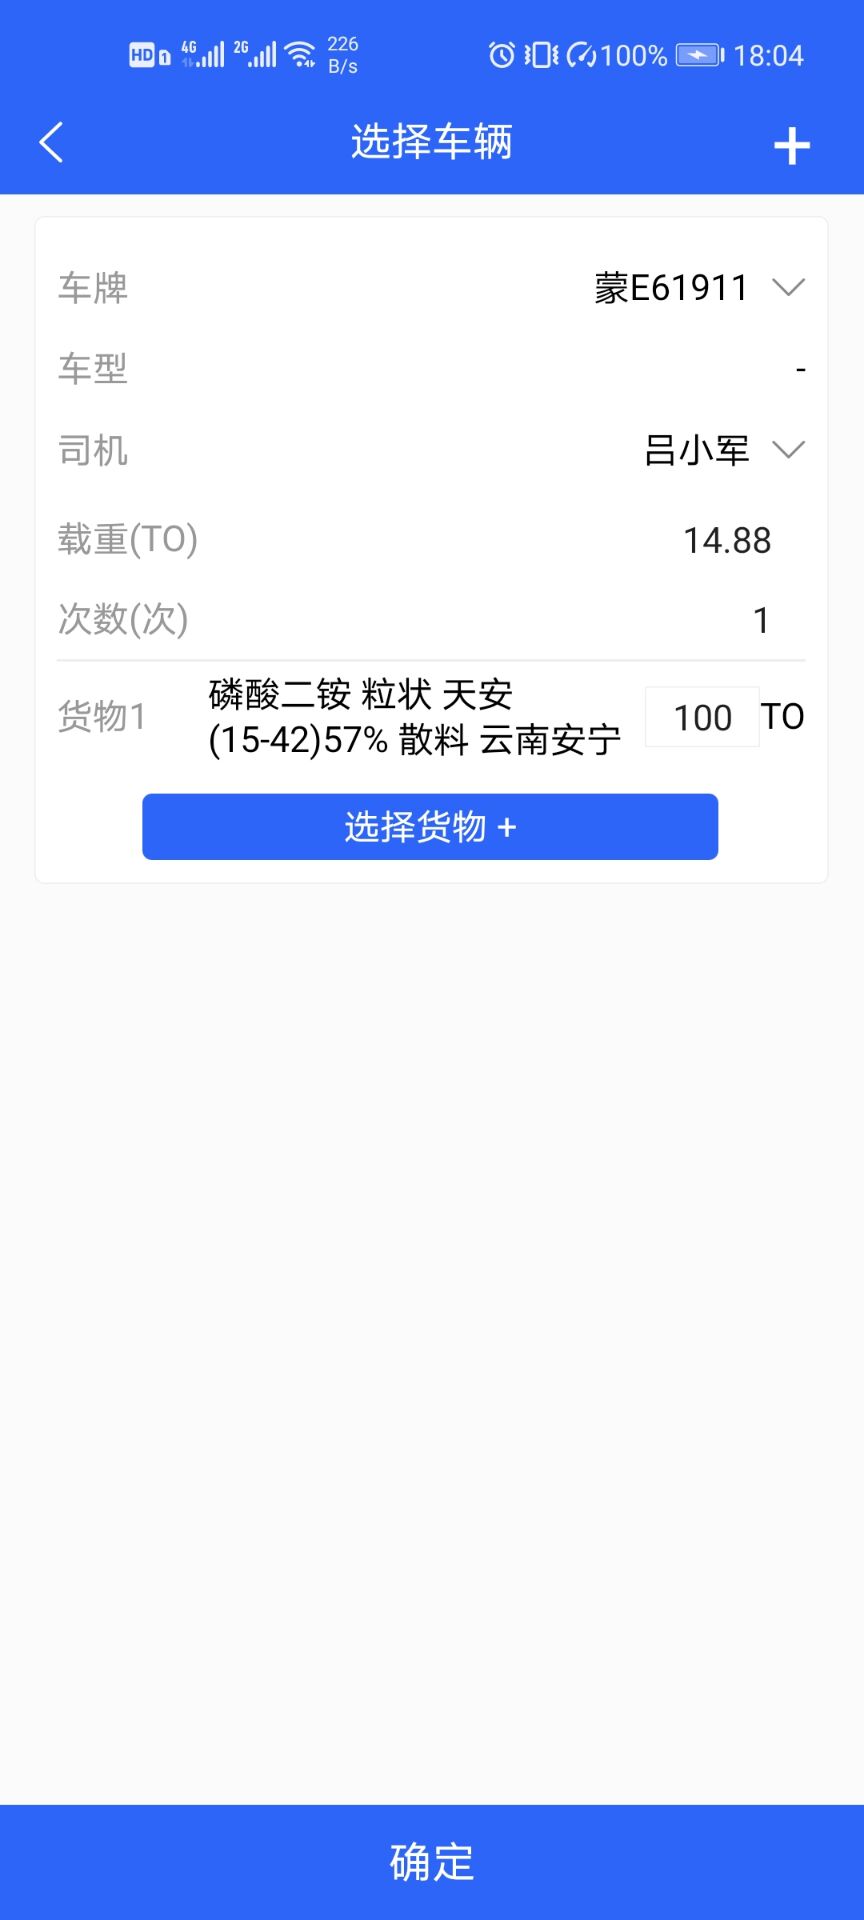 HD 1 4G 2G 226 B/s 100% 18:04
选择车辆
车牌 蒙E61911
车型 -
司机 吕小军
载重(TO) 14.88
次数(次) 1
货物1 磷酸二铵 粒状 天安
(15-42)57% 散料 云南安宁 100 TO
选择货物 +
确定